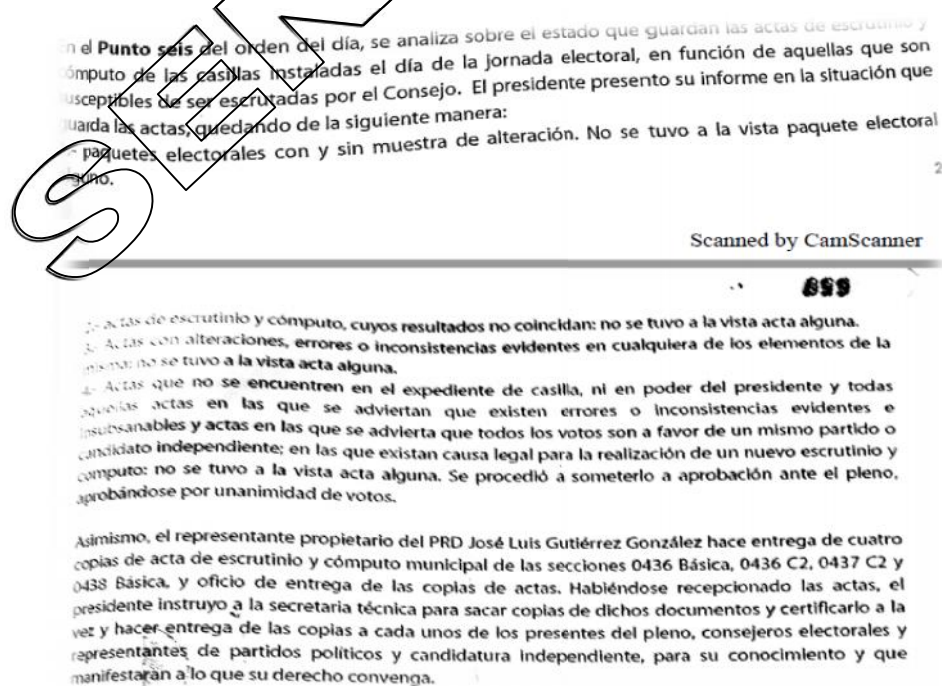 n el Punto seis del orden del día, se analiza sobre el estado que guardan las actas de escrutinio y
ómputo de las casillas instaladas el día de la jornada electoral, en función de aquellas que son
usceptibles de ser escrutadas por el Consejo. El presidente presento su informe en la situación que
uarda las actas, quedando de la siguiente manera:
paquetes electorales con y sin muestra de alteración. No se tuvo a la vista paquete electoral
guno.
2
Scanned by CamScanner
actas de escrutinio y cómputo, cuyos resultados no coincidan: no se tuvo a la vista acta alguna.
3.- Actas con alteraciones, errores o inconsistencias evidentes en cualquiera de los elementos de la
misma: no se tuvo a la vista acta alguna.
4.- Actas que no se encuentren en el expediente de casilla, ni en poder del presidente y todas
aquellas actas en las que se adviertan que existen errores o inconsistencias evidentes e
insubsanables y actas en las que se advierta que todos los votos son a favor de un mismo partido o
candidato independiente; en las que existan causa legal para la realización de un nuevo escrutinio y
computo: no se tuvo a la vista acta alguna. Se procedió a someterlo a aprobación ante el pleno,
aprobándose por unanimidad de votos.
Asimismo, el representante propietario del PRD José Luis Gutiérrez González hace entrega de cuatro
copias de acta de escrutinio y cómputo municipal de las secciones 0436 Básica, 0436 C2, 0437 C2 y
0438 Básica, y oficio de entrega de las copias de actas. Habiéndose recepcionado las actas, el
presidente instruyo a la secretaria técnica para sacar copias de dichos documentos y certificarlo a la
vez y hacer entrega de las copias a cada unos de los presentes del pleno, consejeros electorales y
representantes de partidos políticos y candidatura independiente, para su conocimiento y que
manifestarán a lo que su derecho convenga.